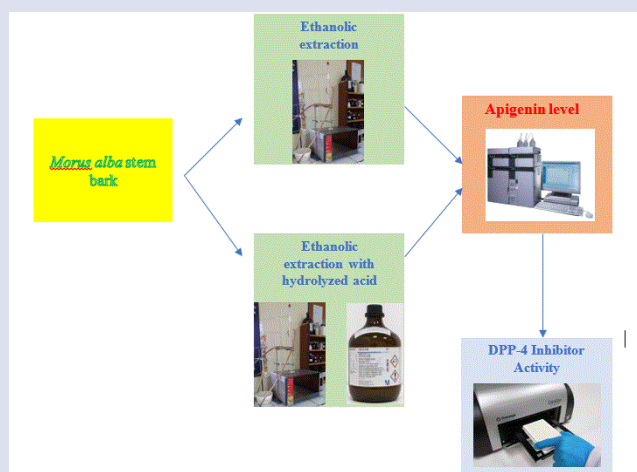 Morus alba stem
bark
Ethanolic
extraction
Ethanolic
extraction with
hydrolyzed acid
Apigenin level
DPP-4 Inhibitor
Activity